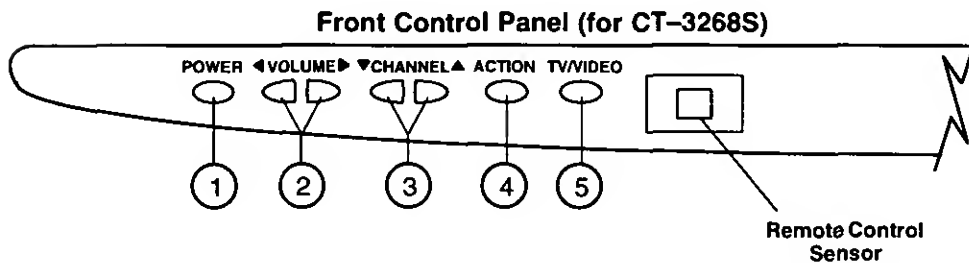 Front Control Panel (for CT–3268S)
POWER ◀VOLUME▶ ▼CHANNEL▲ ACTION TV/VIDEO
1 2 3 4 5
Remote Control
Sensor